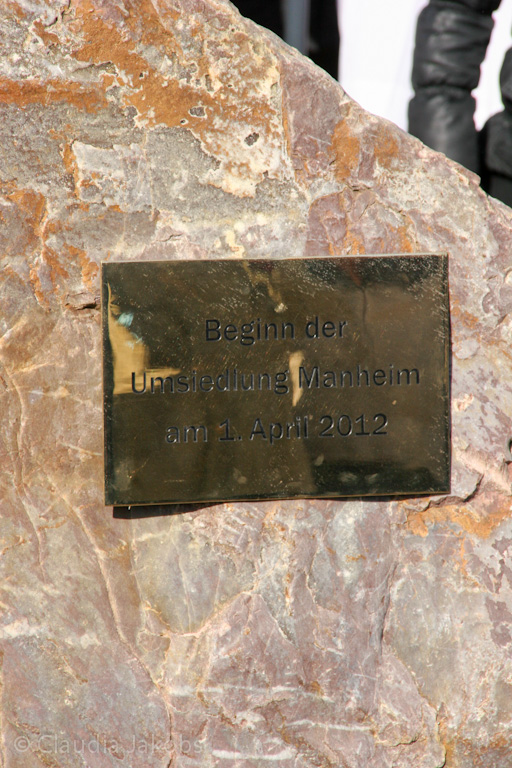 Beginn der
Umsiedlung Manheim
am 1. April 2012
© Claudia Jakobs